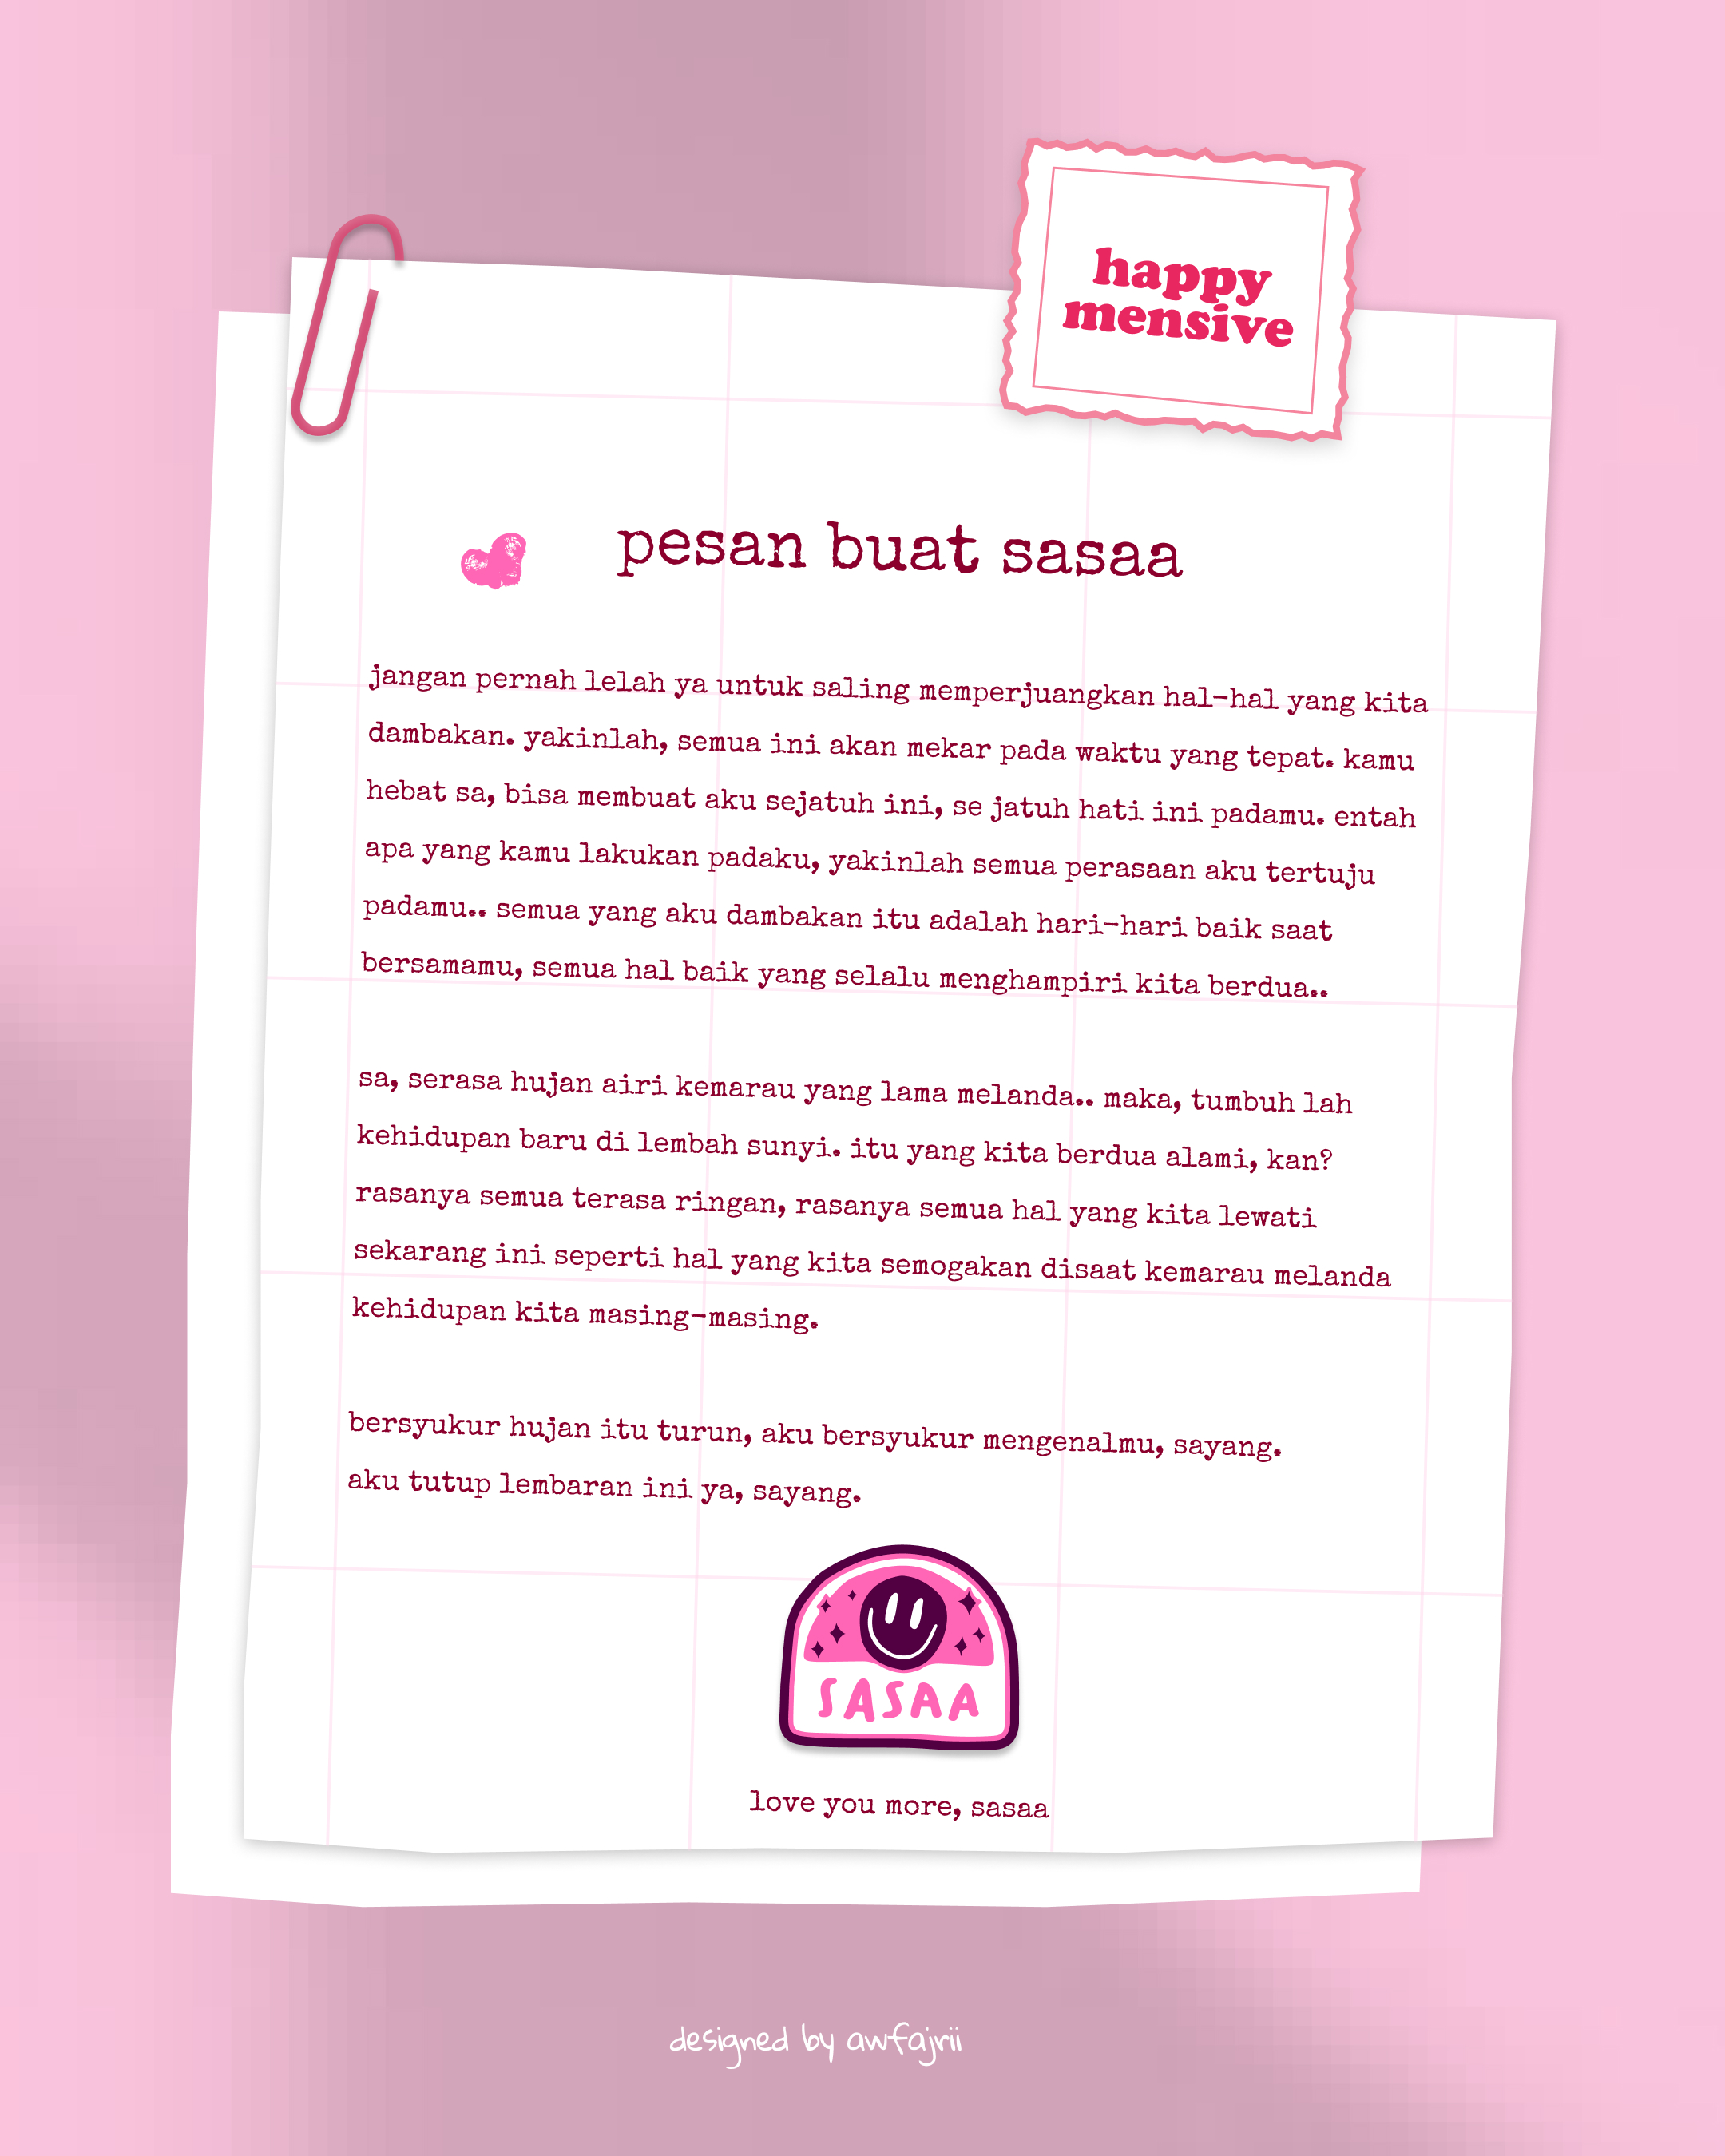 happy
mensive
pesan buat sasaa
jangan pernah lelah ya untuk saling memperjuangkan hal-hal yang kita
dambakan. yakinlah, semua ini akan mekar pada waktu yang tepat. kamu
hebat sa, bisa membuat aku sejatuh ini, se jatuh hati ini padamu. entah
apa yang kamu lakukan padaku, yakinlah semua perasaan aku tertuju
padamu.. semua yang aku dambakan itu adalah hari-hari baik saat
bersamamu, semua hal baik yang selalu menghampiri kita berdua..
sa, serasa hujan airi kemarau yang lama melanda.. maka, tumbuh lah
kehidupan baru di lembah sunyi. itu yang kita berdua alami, kan?
rasanya semua terasa ringan, rasanya semua hal yang kita lewati
sekarang ini seperti hal yang kita semogakan disaat kemarau melanda
kehidupan kita masing-masing.
bersyukur hujan itu turun, aku bersyukur mengenalmu, sayang.
aku tutup lembaran ini ya, sayang.
SASAA
love you more, sasaa
designed by awfajrii